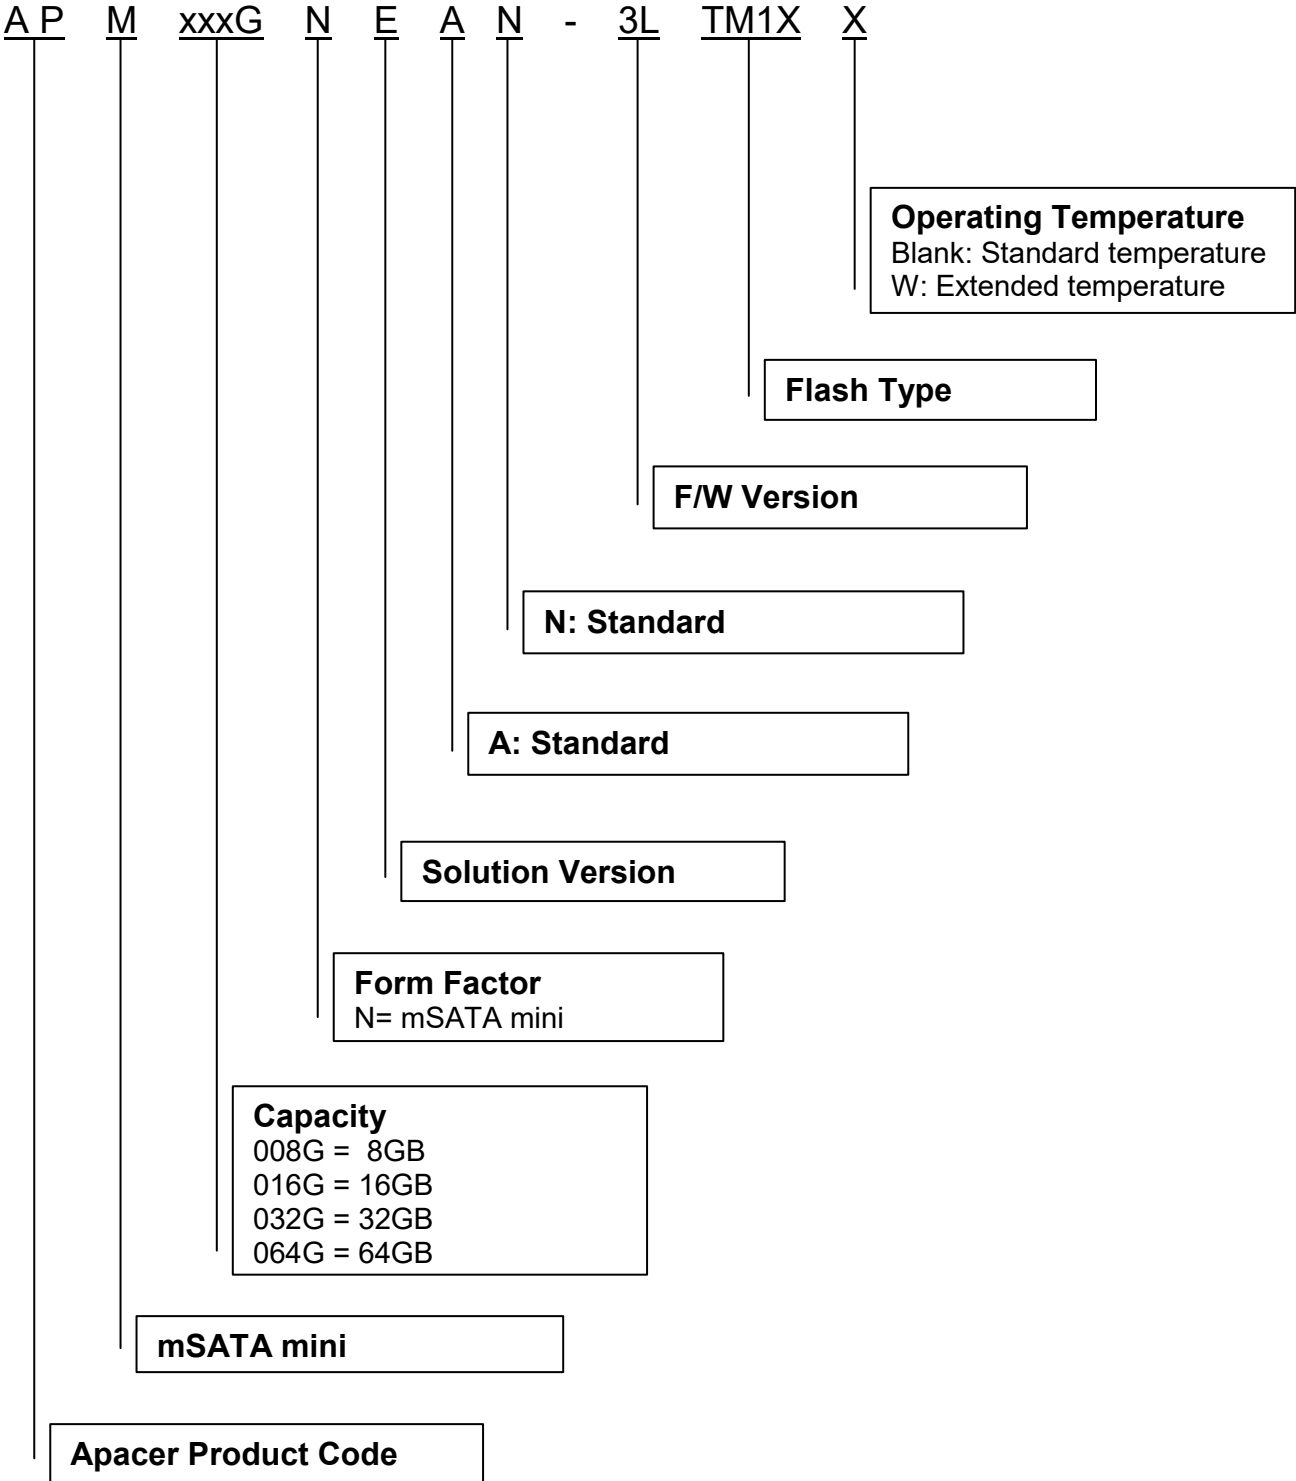 A P M xxxG N E A N - 3L TM1X X
Operating Temperature
Blank: Standard temperature
W: Extended temperature
Flash Type
F/W Version
N: Standard
A: Standard
Solution Version
Form Factor
N= mSATA mini
Capacity
008G = 8GB
016G = 16GB
032G = 32GB
064G = 64GB
mSATA mini
Apacer Product Code